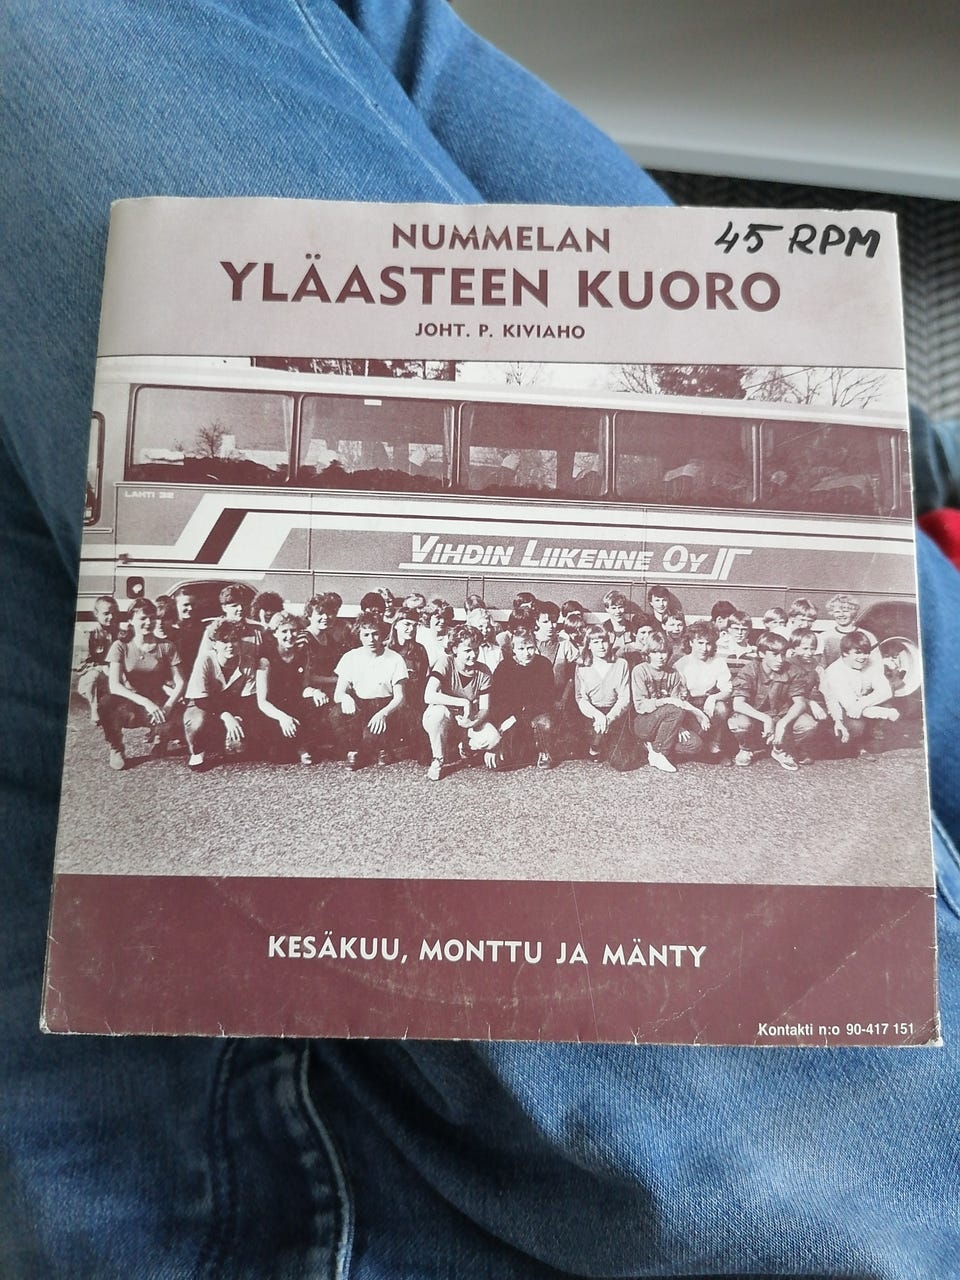 NUMMELAN
45 RPM
YLÄASTEEN KUORO
JOHT. P. KIVIAHO
LAHTI 32
VIHDIN LIIKENNE OY
KESÄKUU, MONTTU JA MÄNTY
Kontakti n:o 90-417 151